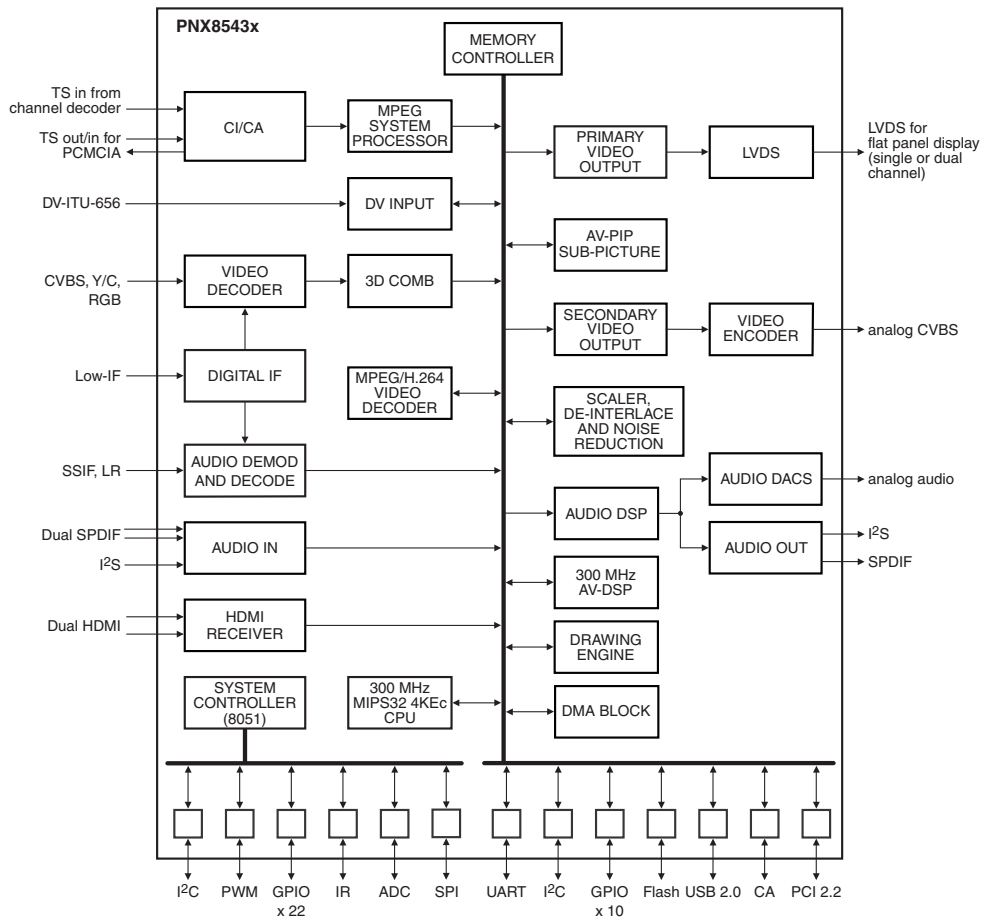 PNX8543x
MEMORY
CONTROLLER
TS in from
channel decoder
TS out/in for
PCMCIA
CI/CA
MPEG
SYSTEM
PROCESSOR
PRIMARY
VIDEO
OUTPUT
LVDS
LVDS for
flat panel display
(single or dual
channel)
DV-ITU-656
DV INPUT
AV-PIP
SUB-PICTURE
CVBS, Y/C,
RGB
VIDEO
DECODER
3D COMB
SECONDARY
VIDEO
OUTPUT
VIDEO
ENCODER
analog CVBS
Low-IF
DIGITAL IF
MPEG/H.264
VIDEO
DECODER
SCALER,
DE-INTERLACE
AND NOISE
REDUCTION
SSIF, LR
AUDIO DEMOD
AND DECODE
AUDIO DACS
analog audio
AUDIO DSP
Dual SPDIF
I²S
AUDIO IN
AUDIO OUT
I²S
SPDIF
300 MHz
AV-DSP
Dual HDMI
HDMI
RECEIVER
DRAWING
ENGINE
SYSTEM
CONTROLLER
(8051)
300 MHz
MIPS32 4KEc
CPU
DMA BLOCK
I²C
PWM
GPIO
x 22
IR
ADC
SPI
UART
I²C
GPIO
x 10
Flash
USB 2.0
CA
PCI 2.2